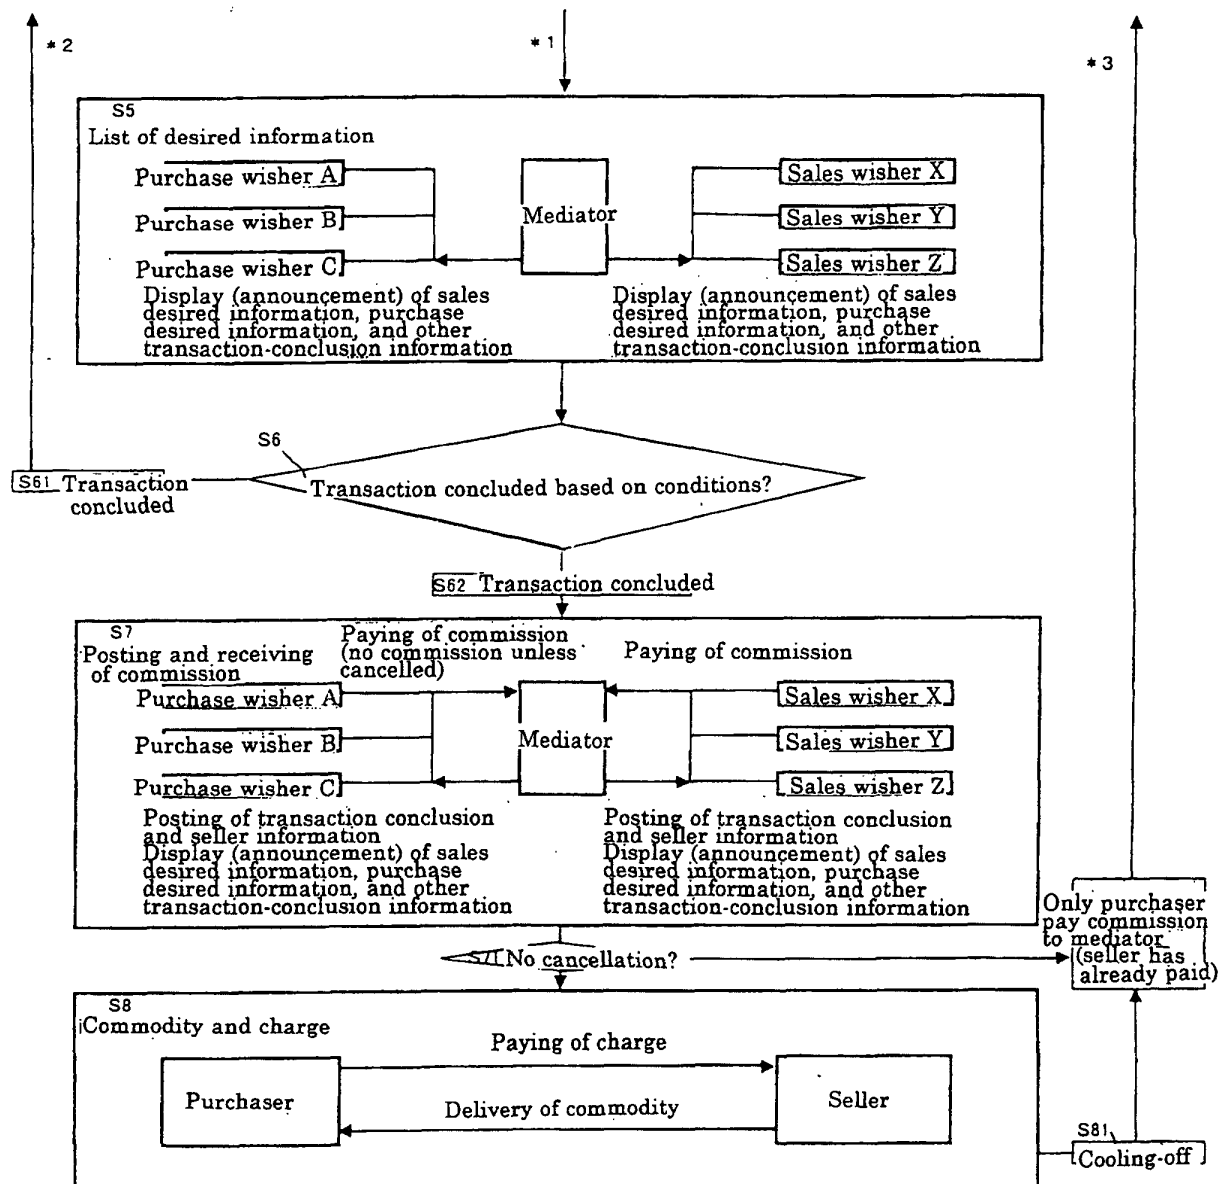 *2
*1
*3
S5
List of desired information
Purchase wisher A
Purchase wisher B
Purchase wisher C
Mediator
Sales wisher X
Sales wisher Y
Sales wisher Z
Display (announcement) of sales
desired information, purchase
desired information, and other
transaction-conclusion information
Display (announcement) of sales
desired information, purchase
desired information, and other
transaction-conclusion information
S6
Transaction concluded based on conditions?
S61 Transaction
concluded
S62 Transaction concluded
S7
Posting and receiving
of commission
Paying of commission
(no commission unless
cancelled)
Paying of commission
Purchase wisher A
Purchase wisher B
Purchase wisher C
Mediator
Sales wisher X
Sales wisher Y
Sales wisher Z
Posting of transaction conclusion
and seller information
Display (announcement) of sales
desired information, purchase
desired information, and other
transaction-conclusion information
Posting of transaction conclusion
and seller information
Display (announcement) of sales
desired information, purchase
desired information, and other
transaction-conclusion information
Only purchaser
pay commission
to mediator
(seller has
already paid)
S71 No cancellation?
S8
Commodity and charge
Paying of charge
Purchaser
Delivery of commodity
Seller
S81
Cooling-off